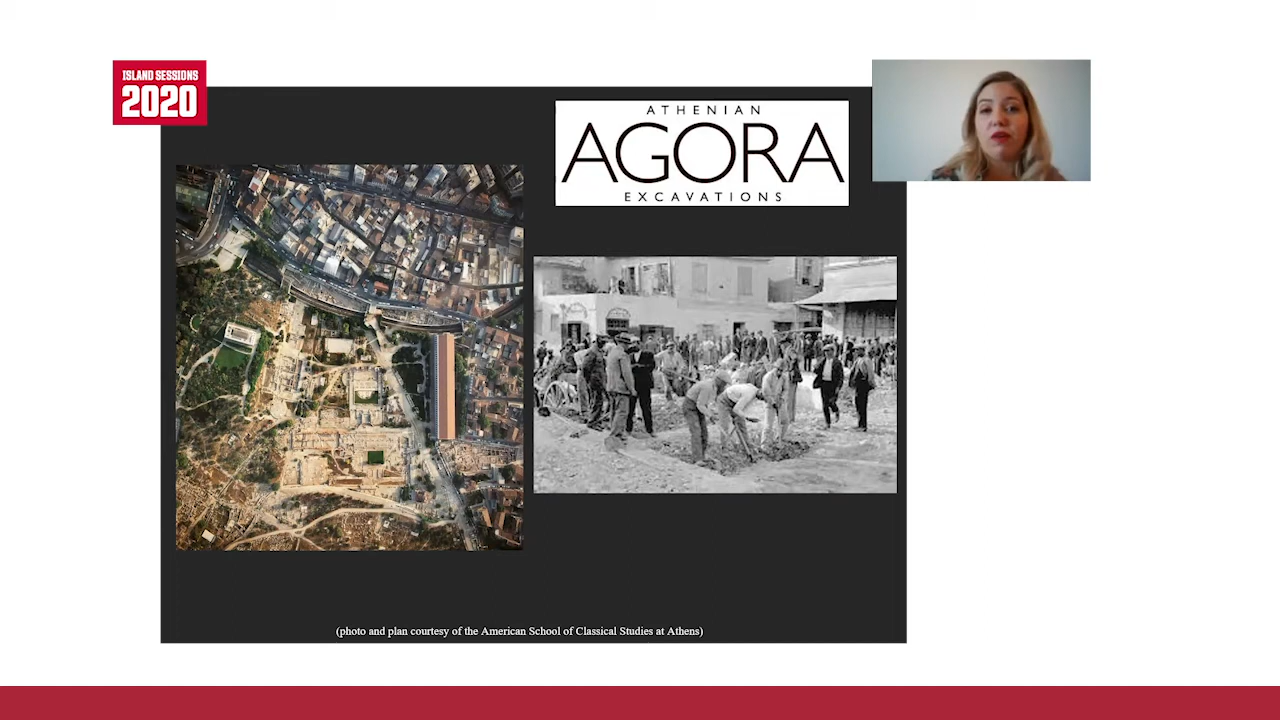 ISLAND SESSIONS
2020
ATHENIAN
AGORA
EXCAVATIONS
(photo and plan courtesy of the American School of Classical Studies at Athens)